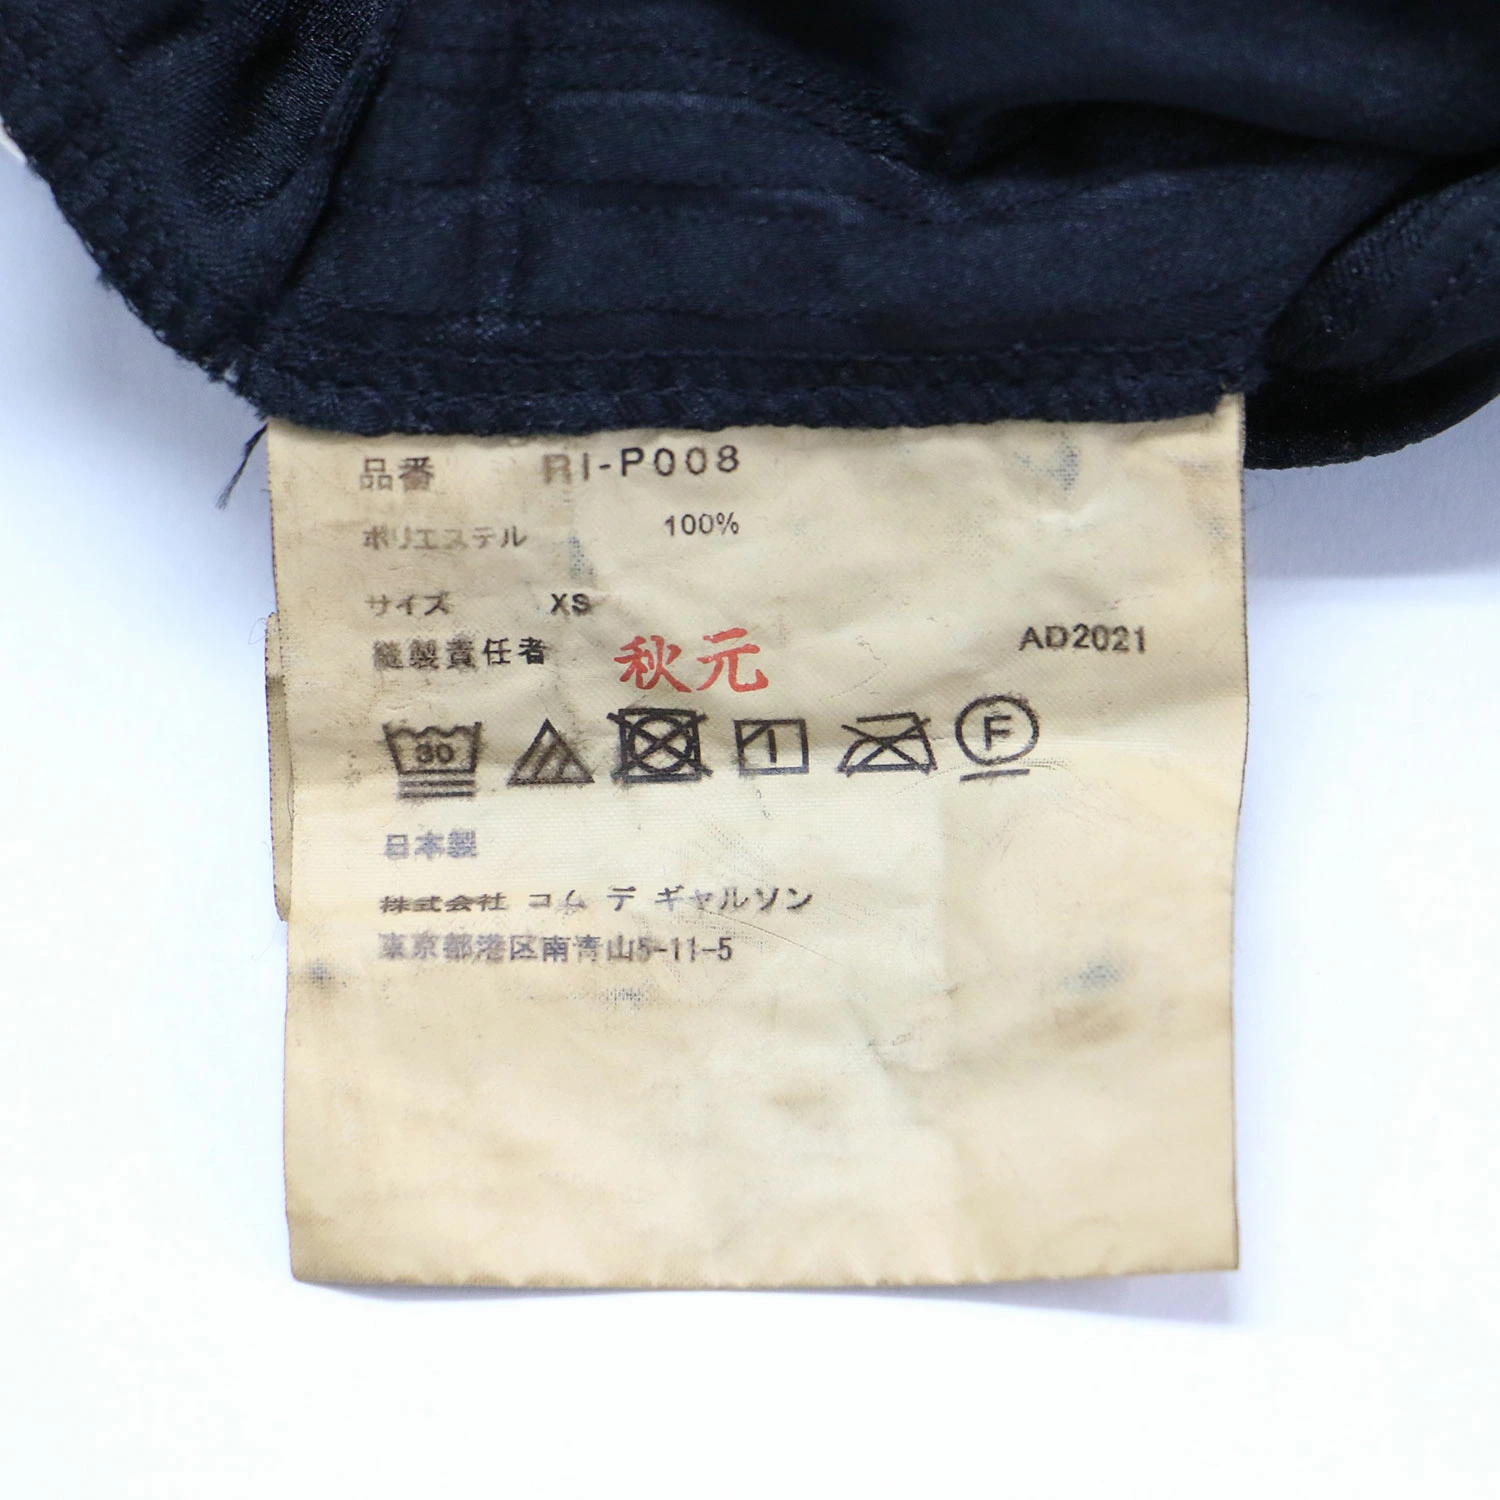 品番 RI-P008
ポリエステル 100%
サイズ XS
縫製責任者 秋元 AD2021
30 F
日本製
株式会社 コム デ ギャルソン
東京都港区南青山5-11-5